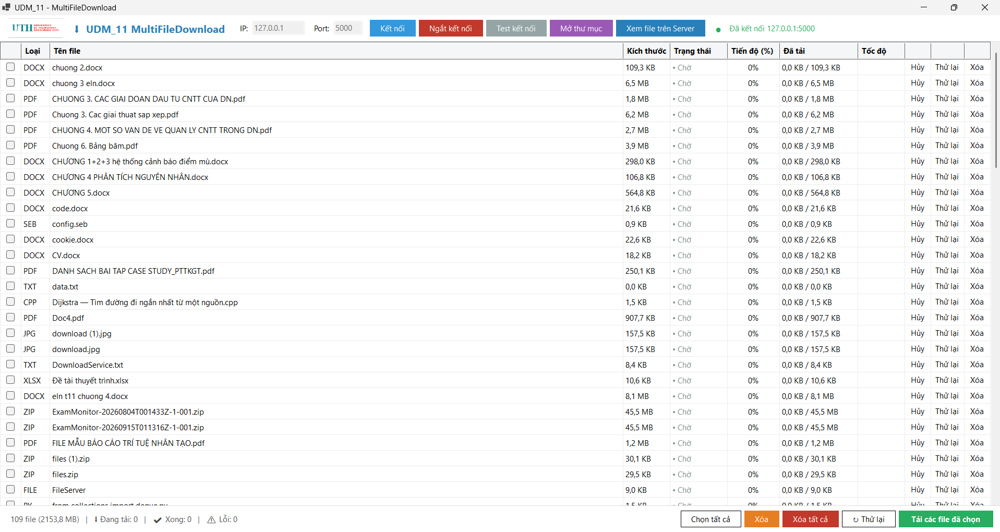 UDM_11 - MultiFileDownload
UTH UNIVERSITY OF TRANSPORT HOCHIMINH CITY
⬇ UDM_11 MultiFileDownload IP: 127.0.0.1 Port: 5000 Kết nối Ngắt kết nối Test kết nối Mở thư mục Xem file trên Server ● Đã kết nối 127.0.0.1:5000
Loại Tên file Kích thước Trạng thái Tiến độ (%) Đã tải Tốc độ
DOCX chuong 2.docx 109,3 KB • Chờ 0% 0,0 KB / 109,3 KB Hủy Thử lại Xóa
DOCX chuong 3 eln.docx 6,5 MB • Chờ 0% 0,0 KB / 6,5 MB Hủy Thử lại Xóa
PDF CHUONG 3. CAC GIAI DOAN DAU TU CNTT CUA DN.pdf 1,8 MB • Chờ 0% 0,0 KB / 1,8 MB Hủy Thử lại Xóa
PDF Chuong 3. Cac giai thuat sap xep.pdf 6,2 MB • Chờ 0% 0,0 KB / 6,2 MB Hủy Thử lại Xóa
PDF CHUONG 4. MOT SO VAN DE VE QUAN LY CNTT TRONG DN.pdf 2,7 MB • Chờ 0% 0,0 KB / 2,7 MB Hủy Thử lại Xóa
PDF Chuong 6. Bảng băm.pdf 3,9 MB • Chờ 0% 0,0 KB / 3,9 MB Hủy Thử lại Xóa
DOCX CHƯƠNG 1+2+3 hệ thống cảnh báo điểm mù.docx 298,0 KB • Chờ 0% 0,0 KB / 298,0 KB Hủy Thử lại Xóa
DOCX CHƯƠNG 4 PHÂN TÍCH NGUYÊN NHÂN.docx 106,8 KB • Chờ 0% 0,0 KB / 106,8 KB Hủy Thử lại Xóa
DOCX CHƯƠNG 5.docx 564,8 KB • Chờ 0% 0,0 KB / 564,8 KB Hủy Thử lại Xóa
DOCX code.docx 21,6 KB • Chờ 0% 0,0 KB / 21,6 KB Hủy Thử lại Xóa
SEB config.seb 0,9 KB • Chờ 0% 0,0 KB / 0,9 KB Hủy Thử lại Xóa
DOCX cookie.docx 22,6 KB • Chờ 0% 0,0 KB / 22,6 KB Hủy Thử lại Xóa
DOCX CV.docx 18,2 KB • Chờ 0% 0,0 KB / 18,2 KB Hủy Thử lại Xóa
PDF DANH SACH BAI TAP CASE STUDY_PTTKGT.pdf 250,1 KB • Chờ 0% 0,0 KB / 250,1 KB Hủy Thử lại Xóa
TXT data.txt 0,0 KB • Chờ 0% 0,0 KB / 0,0 KB Hủy Thử lại Xóa
CPP Dijkstra — Tìm đường đi ngắn nhất từ một nguồn.cpp 1,5 KB • Chờ 0% 0,0 KB / 1,5 KB Hủy Thử lại Xóa
PDF Doc4.pdf 907,7 KB • Chờ 0% 0,0 KB / 907,7 KB Hủy Thử lại Xóa
JPG download (1).jpg 157,5 KB • Chờ 0% 0,0 KB / 157,5 KB Hủy Thử lại Xóa
JPG download.jpg 157,5 KB • Chờ 0% 0,0 KB / 157,5 KB Hủy Thử lại Xóa
TXT DownloadService.txt 8,4 KB • Chờ 0% 0,0 KB / 8,4 KB Hủy Thử lại Xóa
XLSX Đề tài thuyết trình.xlsx 10,6 KB • Chờ 0% 0,0 KB / 10,6 KB Hủy Thử lại Xóa
DOCX eln t11 chuong 4.docx 8,1 MB • Chờ 0% 0,0 KB / 8,1 MB Hủy Thử lại Xóa
ZIP ExamMonitor-20260804T001433Z-1-001.zip 45,5 MB • Chờ 0% 0,0 KB / 45,5 MB Hủy Thử lại Xóa
ZIP ExamMonitor-20260915T011316Z-1-001.zip 45,5 MB • Chờ 0% 0,0 KB / 45,5 MB Hủy Thử lại Xóa
PDF FILE MẪU BÁO CÁO TRÍ TUỆ NHÂN TẠO.pdf 1,2 MB • Chờ 0% 0,0 KB / 1,2 MB Hủy Thử lại Xóa
ZIP files (1).zip 30,1 KB • Chờ 0% 0,0 KB / 30,1 KB Hủy Thử lại Xóa
ZIP files.zip 29,5 KB • Chờ 0% 0,0 KB / 29,5 KB Hủy Thử lại Xóa
FILE FileServer 9,0 KB • Chờ 0% 0,0 KB / 9,0 KB Hủy Thử lại Xóa
PY from collections import deque.py 1,5 KB • Chờ 0% 0,0 KB / 1,5 KB Hủy Thử lại Xóa
109 file (2153,8 MB) | ⬇ Đang tải: 0 | ✔ Xong: 0 | ⚠ Lỗi: 0 Chọn tất cả Xóa Xóa tất cả ↻ Thử lại Tải các file đã chọn